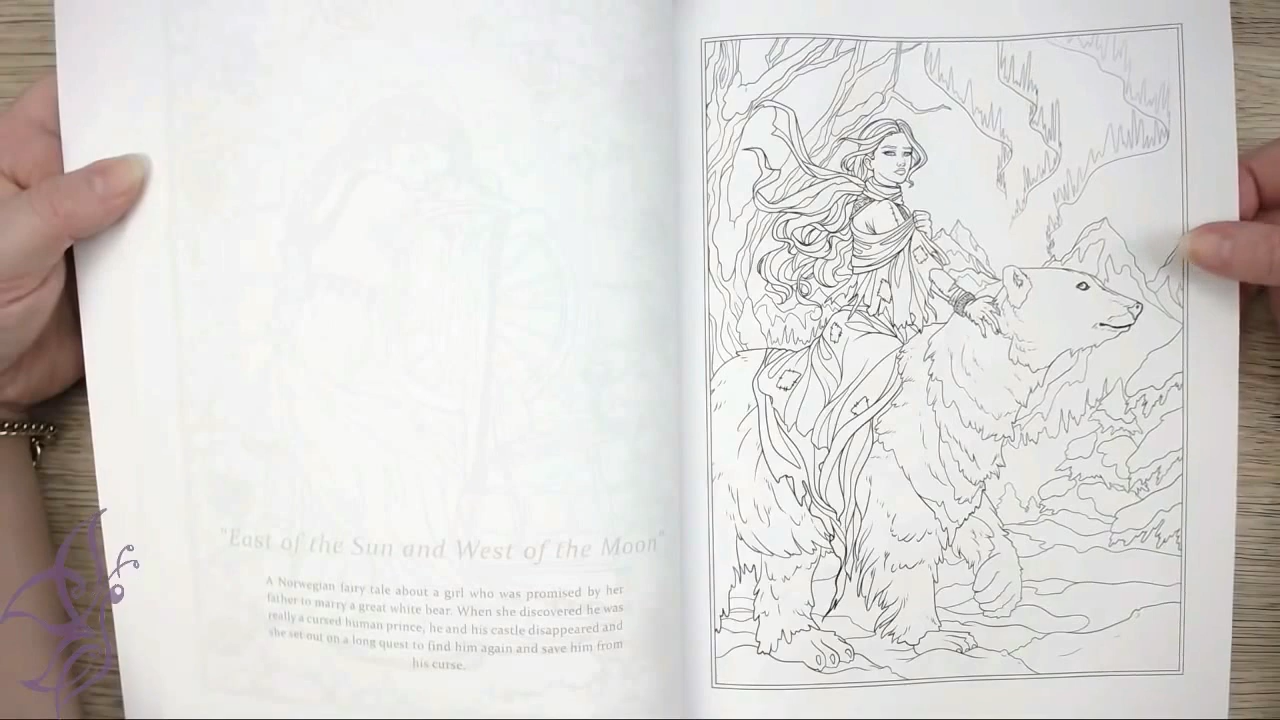 "East of the Sun and West of the Moon"
A Norwegian fairy tale about a girl who was promised by her
father to marry a great white bear. When she discovered he was
really a cursed human prince, he and his castle disappeared and
she set out on a long quest to find him again and save him from
his curse.